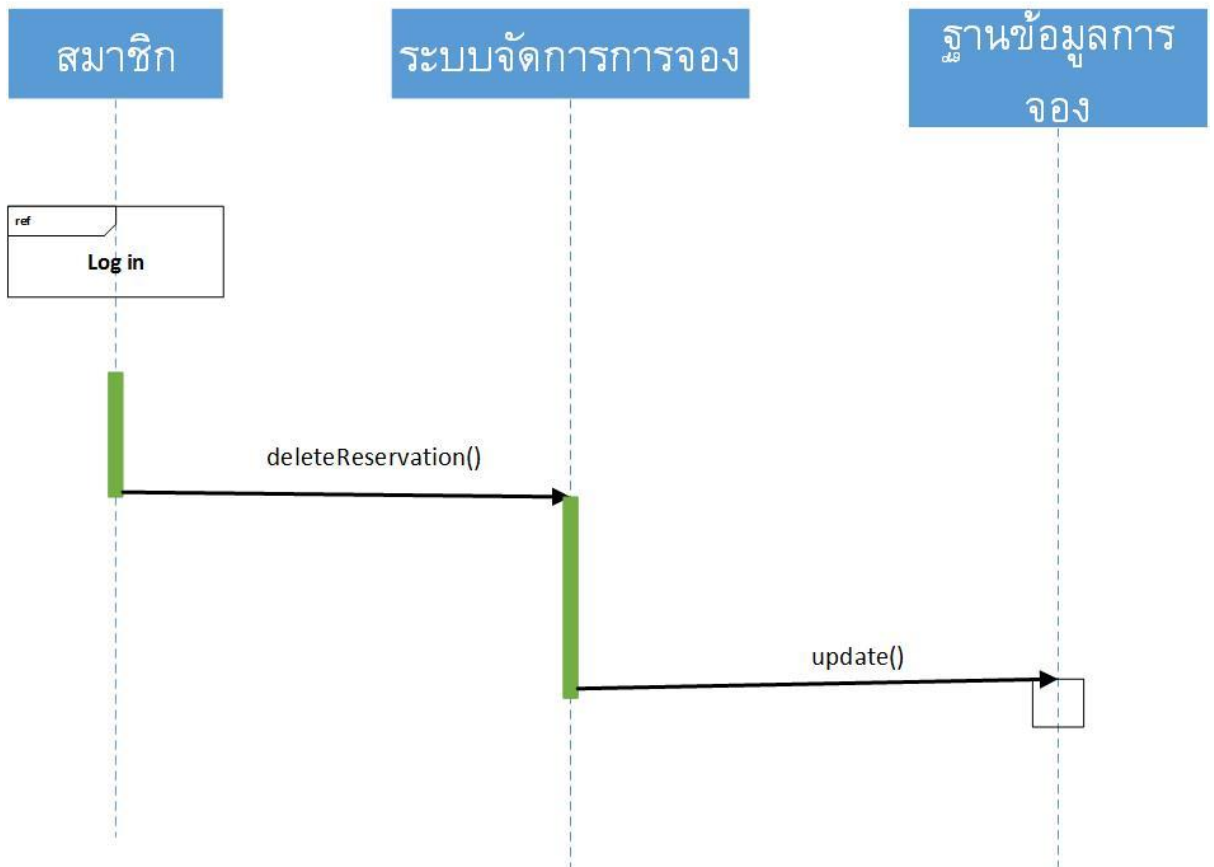 สมาชิก
ระบบจัดการการจอง
ฐานข้อมูลการ
จอง
ref
Log in
deleteReservation()
update()